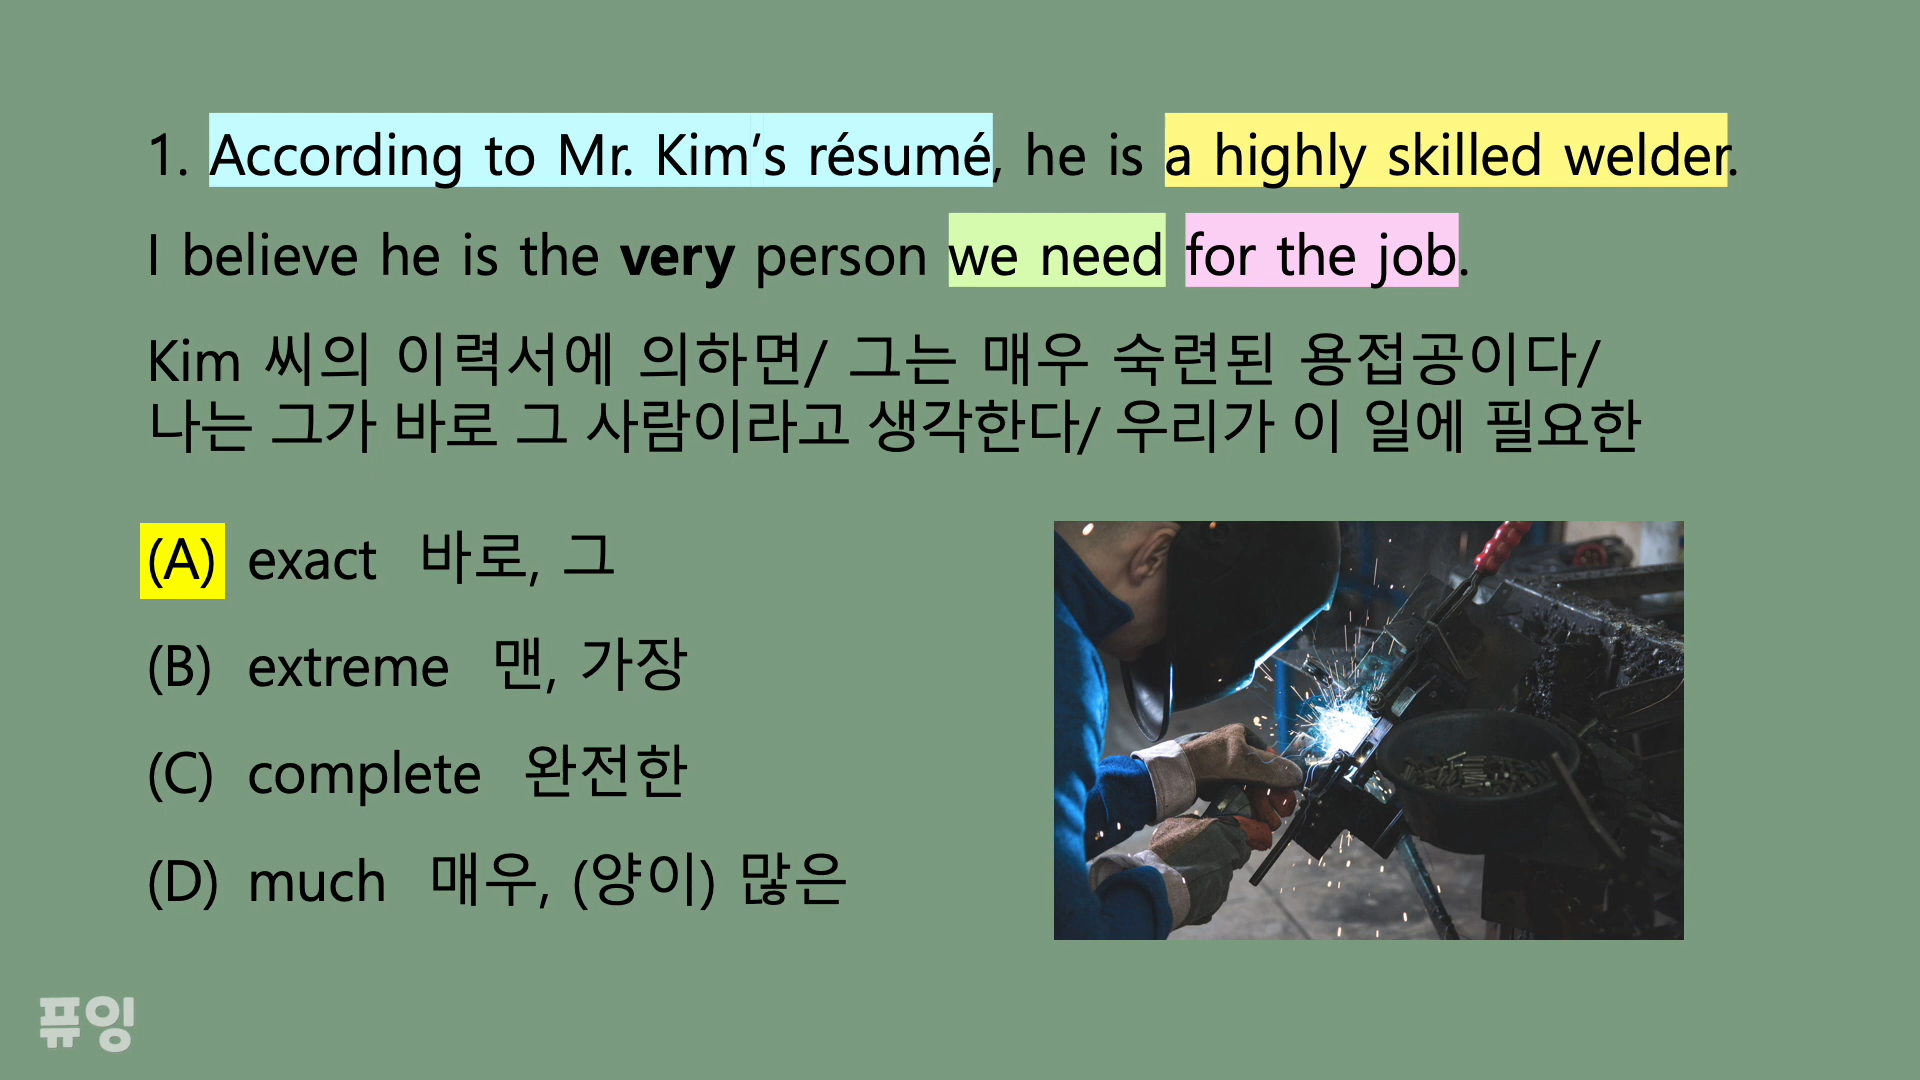 1. According to Mr. Kim’s résumé, he is a highly skilled welder.
I believe he is the very person we need for the job.
Kim 씨의 이력서에 의하면/ 그는 매우 숙련된 용접공이다/
나는 그가 바로 그 사람이라고 생각한다/ 우리가 이 일에 필요한
(A) exact 바로, 그
(B) extreme 맨, 가장
(C) complete 완전한
(D) much 매우, (양이) 많은
퓨잉